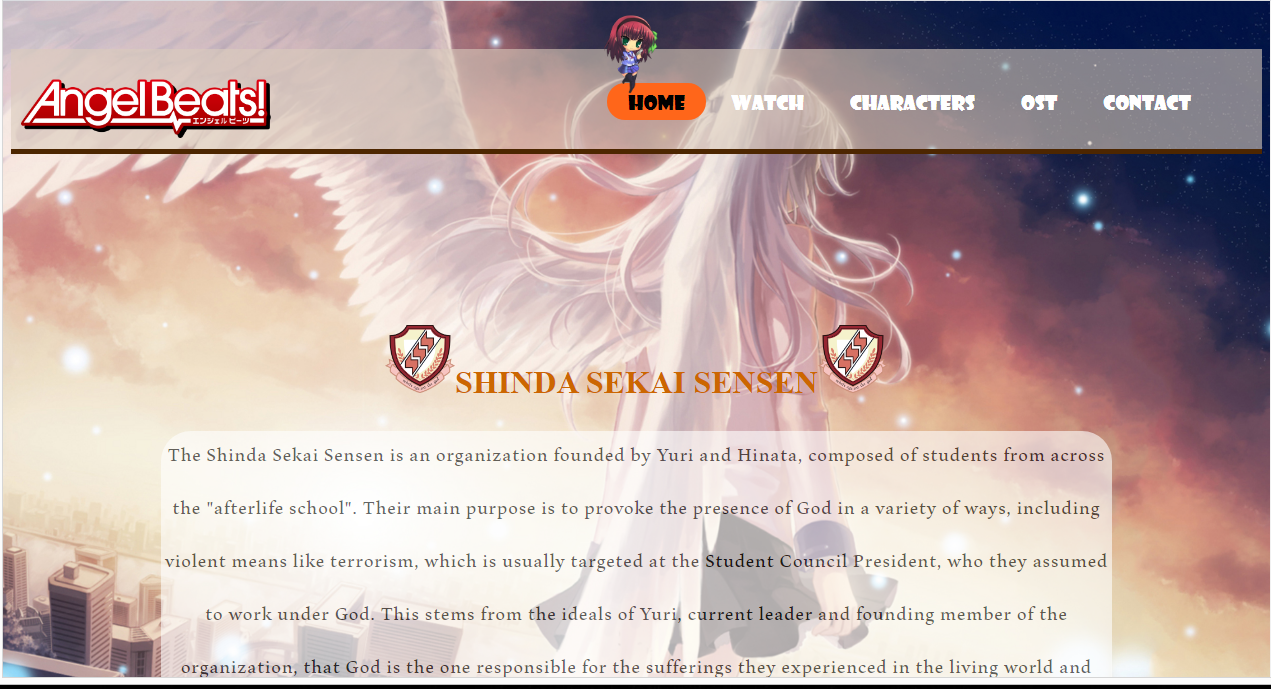 Angel Beats!
エンジェル ビーツ
HOME WATCH CHARACTERS OST CONTACT
SHINDA SEKAI SENSEN
The Shinda Sekai Sensen is an organization founded by Yuri and Hinata, composed of students from across
the "afterlife school". Their main purpose is to provoke the presence of God in a variety of ways, including
violent means like terrorism, which is usually targeted at the Student Council President, who they assumed
to work under God. This stems from the ideals of Yuri, current leader and founding member of the
organization, that God is the one responsible for the sufferings they experienced in the living world and